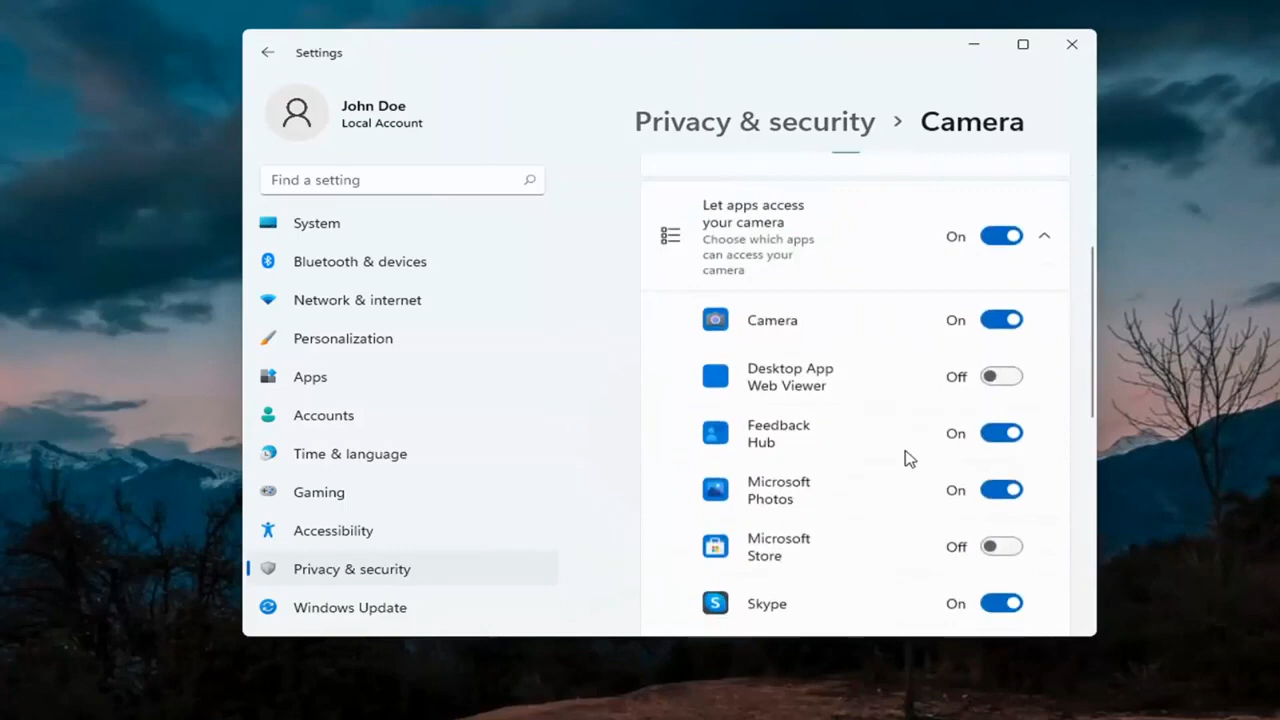 Settings
John Doe
Local Account
Find a setting
System
Bluetooth & devices
Network & internet
Personalization
Apps
Accounts
Time & language
Gaming
Accessibility
Privacy & security
Windows Update
Privacy & security > Camera
Let apps access
your camera
Choose which apps
can access your
camera
On
Camera
On
Desktop App
Web Viewer
Off
Feedback
Hub
On
Microsoft
Photos
On
Microsoft
Store
Off
Skype
On